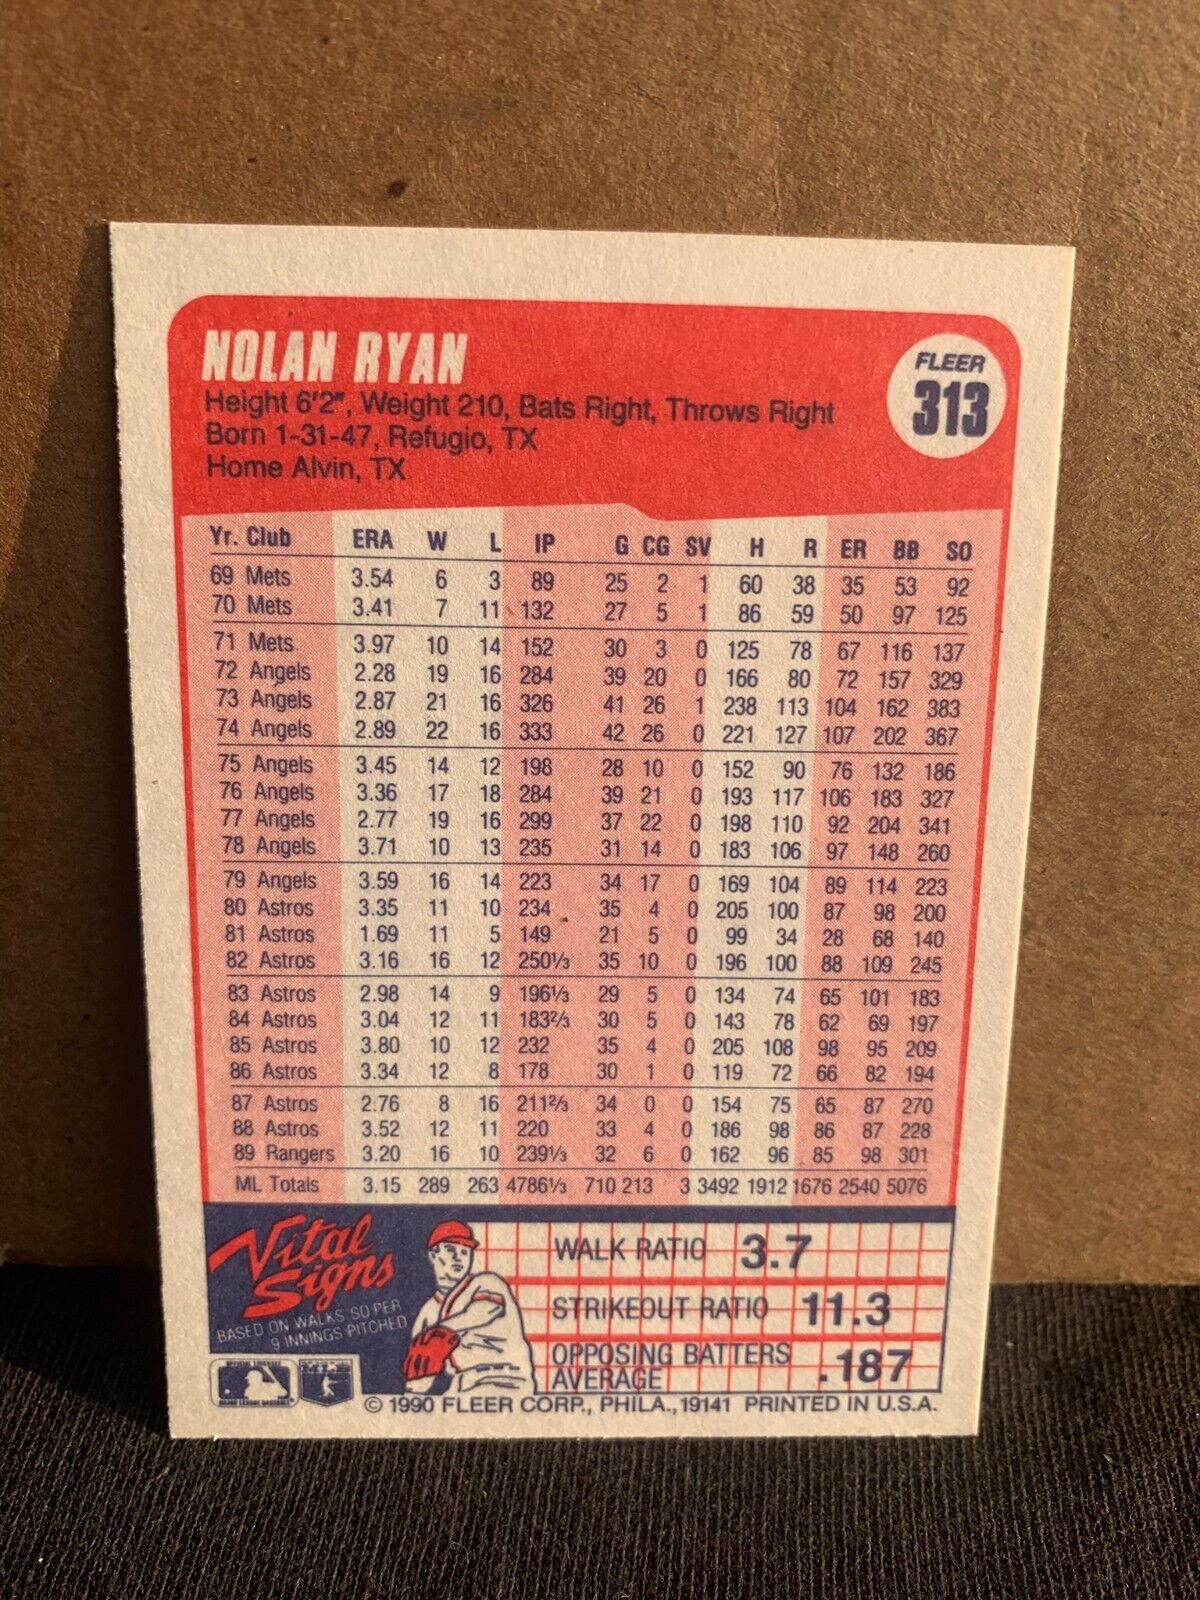 NOLAN RYAN
FLEER
313
Height 6'2", Weight 210, Bats Right, Throws Right
Born 1-31-47, Refugio, TX
Home Alvin, TX
Yr. Club ERA W L IP G CG SV H R ER BB SO
69 Mets 3.54 6 3 89 25 2 1 60 38 35 53 92
70 Mets 3.41 7 11 132 27 5 1 86 59 50 97 125
71 Mets 3.97 10 14 152 30 3 0 125 78 67 116 137
72 Angels 2.28 19 16 284 39 20 0 166 80 72 157 329
73 Angels 2.87 21 16 326 41 26 1 238 113 104 162 383
74 Angels 2.89 22 16 333 42 26 0 221 127 107 202 367
75 Angels 3.45 14 12 198 28 10 0 152 90 76 132 186
76 Angels 3.36 17 18 284 39 21 0 193 117 106 183 327
77 Angels 2.77 19 16 299 37 22 0 198 110 92 204 341
78 Angels 3.71 10 13 235 31 14 0 183 106 97 148 260
79 Angels 3.59 16 14 223 34 17 0 169 104 89 114 223
80 Astros 3.35 11 10 234 35 4 0 205 100 87 98 200
81 Astros 1.69 11 5 149 21 5 0 99 34 28 68 140
82 Astros 3.16 16 12 250⅓ 35 10 0 196 100 88 109 245
83 Astros 2.98 14 9 196⅓ 29 5 0 134 74 65 101 183
84 Astros 3.04 12 11 183⅔ 30 5 0 143 78 62 69 197
85 Astros 3.80 10 12 232 35 4 0 205 108 98 95 209
86 Astros 3.34 12 8 178 30 1 0 119 72 66 82 194
87 Astros 2.76 8 16 211⅔ 34 0 0 154 75 65 87 270
88 Astros 3.52 12 11 220 33 4 0 186 98 86 87 228
89 Rangers 3.20 16 10 239⅓ 32 6 0 162 96 85 98 301
ML Totals 3.15 289 263 4786⅓ 710 213 3 3492 1912 1676 2540 5076
Vital
Signs
BASED ON WALKS, SO PER
9 INNINGS PITCHED
WALK RATIO 3.7
STRIKEOUT RATIO 11.3
OPPOSING BATTERS
AVERAGE .187
© 1990 FLEER CORP., PHILA., 19141 PRINTED IN U.S.A.